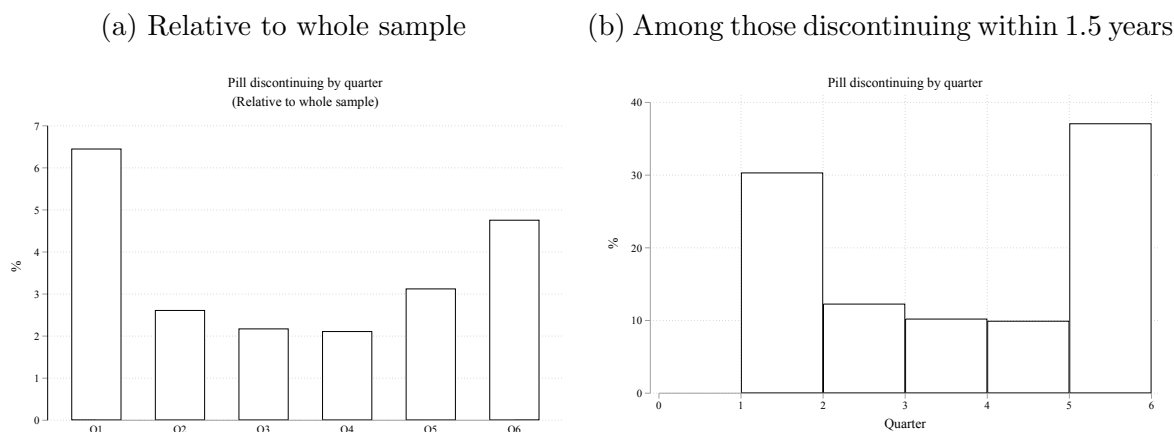 (a) Relative to whole sample
Pill discontinuing by quarter
(Relative to whole sample)
7
6
5
4
3
2
1
0
%
Q1 Q2 Q3 Q4 Q5 Q6
(b) Among those discontinuing within 1.5 years
Pill discontinuing by quarter
40
30
20
10
0
%
0 1 2 3 4 5 6
Quarter